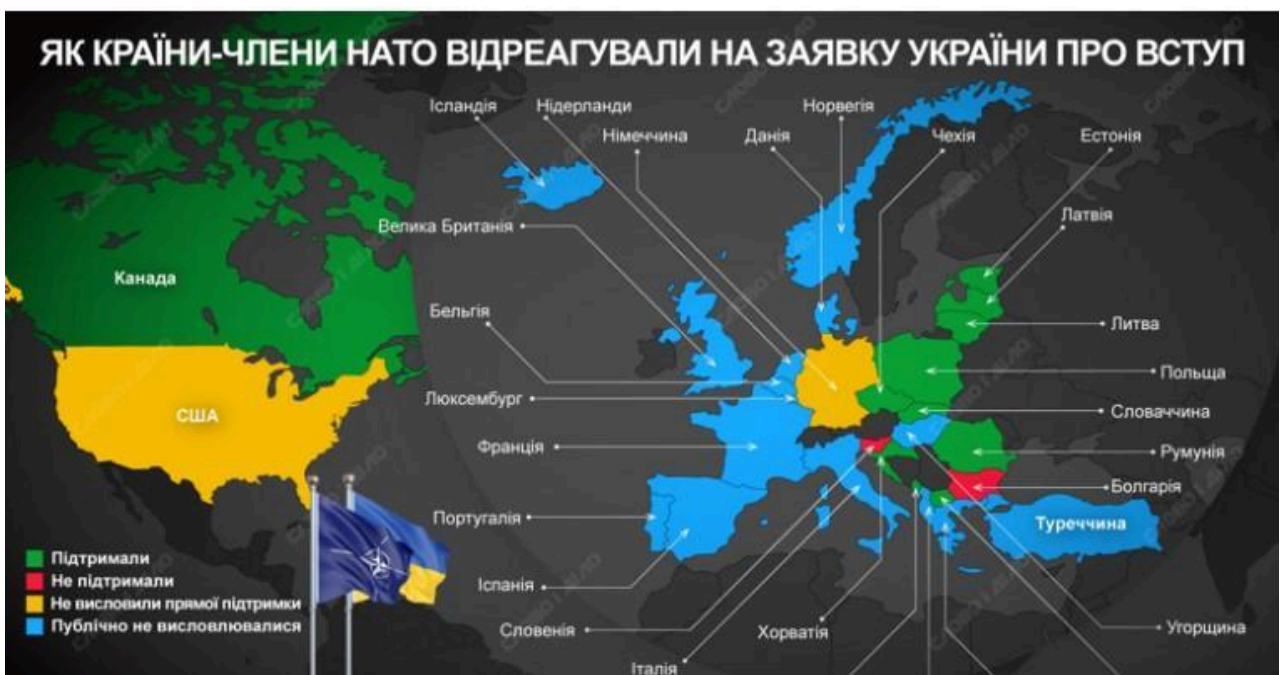 ЯК КРАЇНИ-ЧЛЕНИ НАТО ВІДРЕАГУВАЛИ НА ЗАЯВКУ УКРАЇНИ ПРО ВСТУП
Ісландія
Нідерланди
Норвегія
Німеччина
Данія
Чехія
Естонія
Латвія
Велика Британія
Канада
Бельгія
Литва
Польща
Люксембург
США
Словаччина
Франція
Румунія
Болгарія
Португалія
Туреччина
Підтримали
Не підтримали
Не висловили прямої підтримки
Публічно не висловлювалися
Іспанія
Словенія
Хорватія
Угорщина
Італія
СЛОВО І ДІЛО